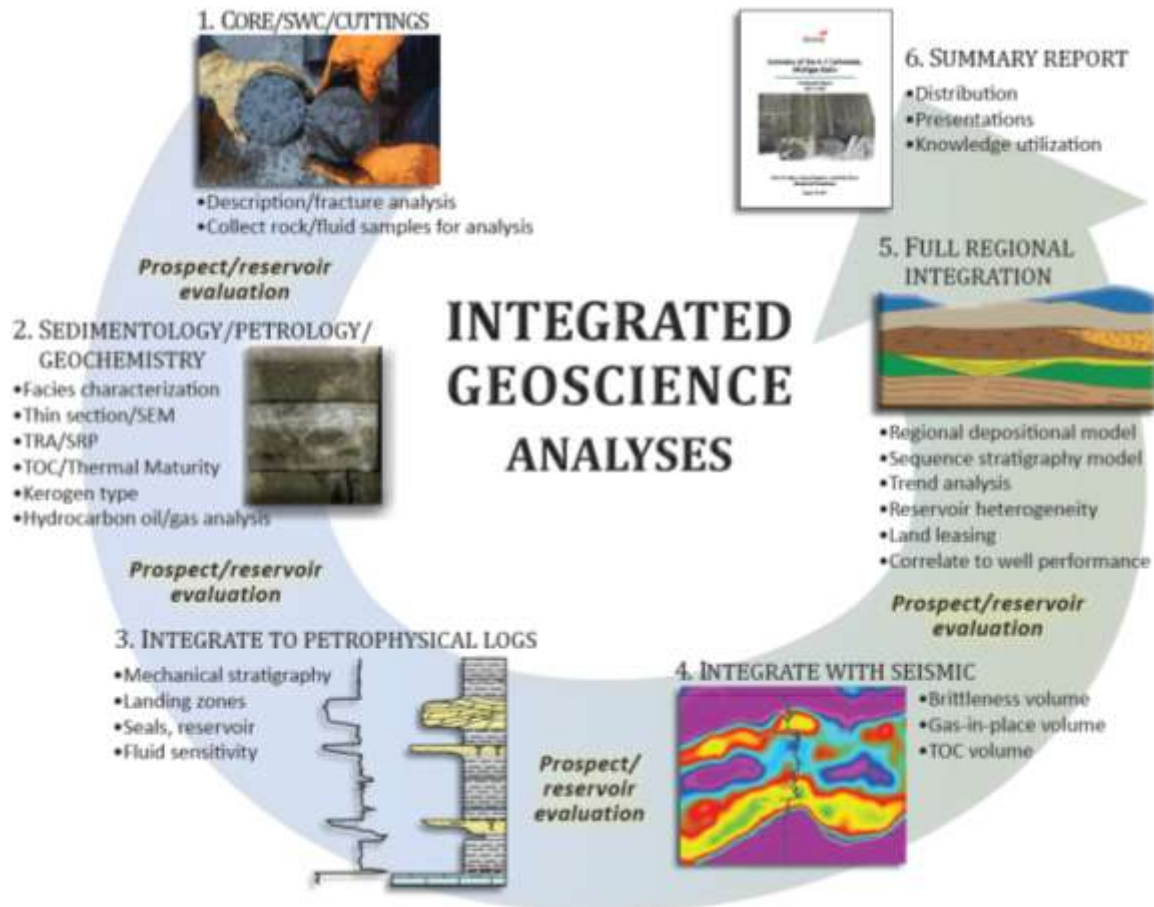 1. CORE/SWC/CUTTINGS
•Description/fracture analysis
•Collect rock/fluid samples for analysis
Prospect/reservoir
evaluation
2. SEDIMENTOLOGY/PETROLOGY/
GEOCHEMISTRY
•Facies characterization
•Thin section/SEM
•TRA/SRP
•TOC/Thermal Maturity
•Kerogen type
•Hydrocarbon oil/gas analysis
Prospect/reservoir
evaluation
3. INTEGRATE TO PETROPHYSICAL LOGS
•Mechanical stratigraphy
•Landing zones
•Seals, reservoir
•Fluid sensitivity
Prospect/
reservoir
evaluation
4. INTEGRATE WITH SEISMIC
•Brittleness volume
•Gas-in-place volume
•TOC volume
Prospect/reservoir
evaluation
5. FULL REGIONAL
INTEGRATION
•Regional depositional model
•Sequence stratigraphy model
•Trend analysis
•Reservoir heterogeneity
•Land leasing
•Correlate to well performance
6. SUMMARY REPORT
•Distribution
•Presentations
•Knowledge utilization
INTEGRATED
GEOSCIENCE
ANALYSES